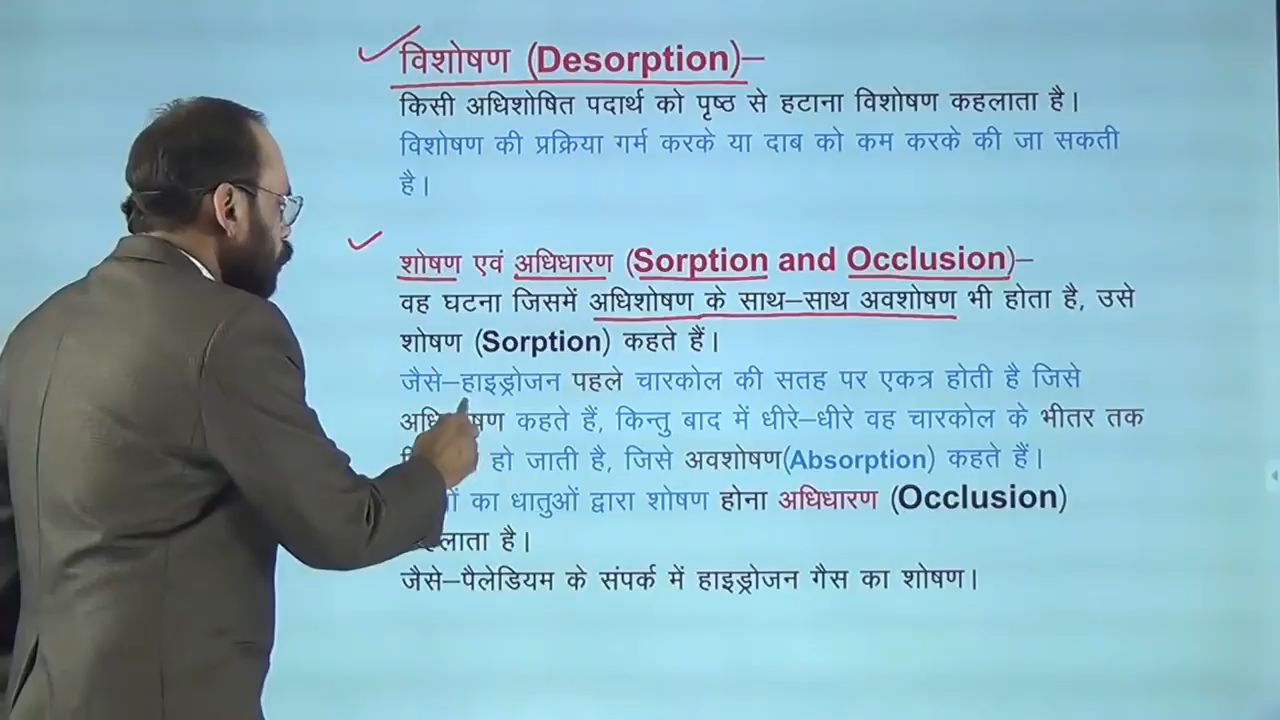 विशोषण (Desorption)–
किसी अधिशोषित पदार्थ को पृष्ठ से हटाना विशोषण कहलाता है।
विशोषण की प्रक्रिया गर्म करके या दाब को कम करके की जा सकती
है।
शोषण एवं अधिधारण (Sorption and Occlusion)–
वह घटना जिसमें अधिशोषण के साथ–साथ अवशोषण भी होता है, उसे
शोषण (Sorption) कहते हैं।
जैसे–हाइड्रोजन पहले चारकोल की सतह पर एकत्र होती है जिसे
कहते हैं, किन्तु बाद में धीरे–धीरे वह चारकोल के भीतर तक
हो जाती है, जिसे अवशोषण(Absorption) कहते हैं।
का धातुओं द्वारा शोषण होना अधिधारण (Occlusion)
है।
जैसे–पैलेडियम के संपर्क में हाइड्रोजन गैस का शोषण।